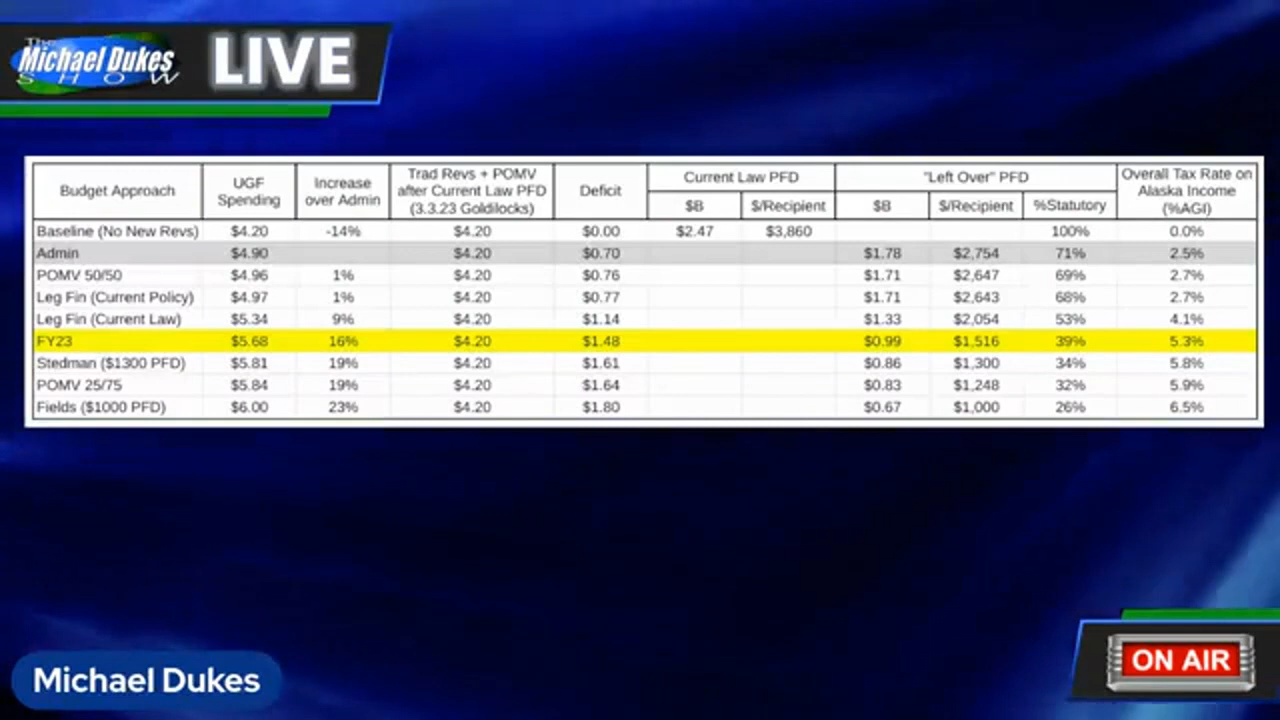 The
Michael Dukes
SHOW
LIVE
Budget Approach UGF Spending Increase over Admin Trad Revs + POMV after Current Law PFD (3.3.23 Goldilocks) Deficit Current Law PFD "Left Over" PFD Overall Tax Rate on Alaska Income (%AGI)
$B $/Recipient $B $/Recipient %Statutory
Baseline (No New Revs) $4.20 -14% $4.20 $0.00 $2.47 $3,860 100% 0.0%
Admin $4.90 $4.20 $0.70 $1.78 $2,754 71% 2.5%
POMV 50/50 $4.96 1% $4.20 $0.76 $1.71 $2,647 69% 2.7%
Leg Fin (Current Policy) $4.97 1% $4.20 $0.77 $1.71 $2,643 68% 2.7%
Leg Fin (Current Law) $5.34 9% $4.20 $1.14 $1.33 $2,054 53% 4.1%
FY23 $5.68 16% $4.20 $1.48 $0.99 $1,516 39% 5.3%
Stedman ($1300 PFD) $5.81 19% $4.20 $1.61 $0.86 $1,300 34% 5.8%
POMV 25/75 $5.84 19% $4.20 $1.64 $0.83 $1,248 32% 5.9%
Fields ($1000 PFD) $6.00 23% $4.20 $1.80 $0.67 $1,000 26% 6.5%
Michael Dukes
ON AIR